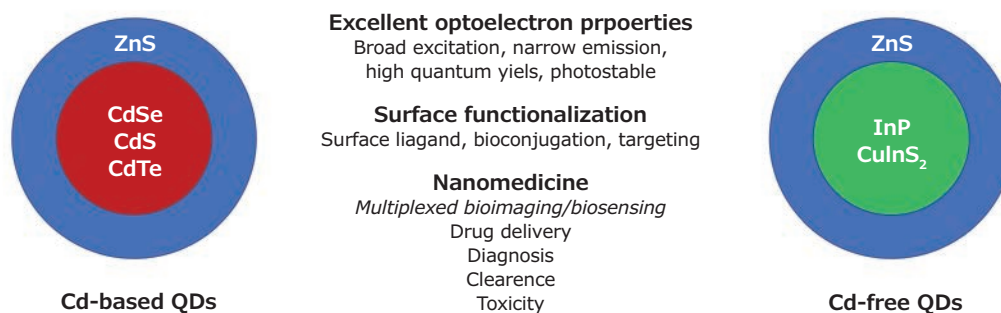 ZnS
CdSe
CdS
CdTe
Cd-based QDs
Excellent optoelectron prpoerties
Broad excitation, narrow emission,
high quantum yiels, photostable
Surface functionalization
Surface liagand, bioconjugation, targeting
Nanomedicine
Multiplexed bioimaging/biosensing
Drug delivery
Diagnosis
Clearence
Toxicity
ZnS
InP
CuInS₂
Cd-free QDs